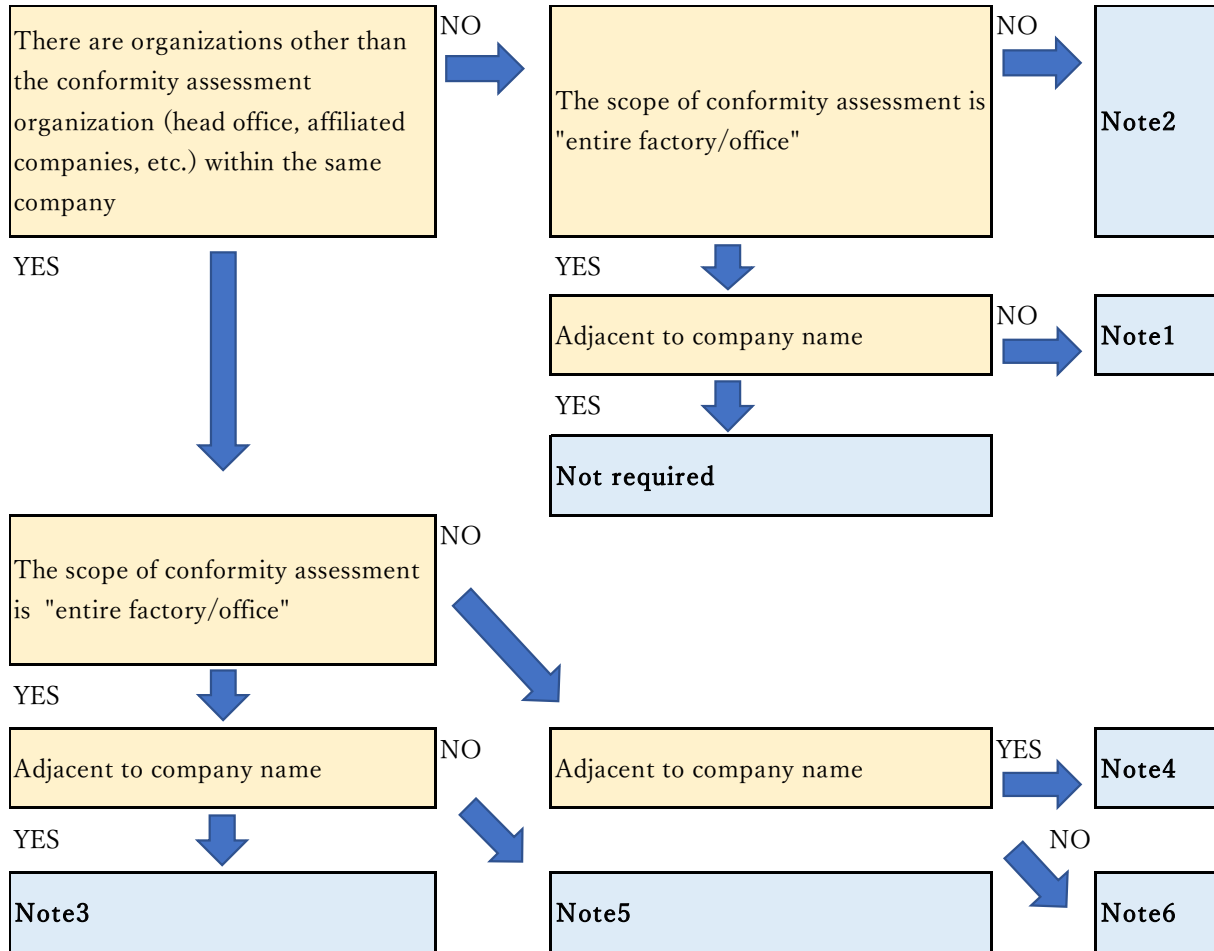 There are organizations other than
the conformity assessment
organization (head office, affiliated
companies, etc.) within the same
company
NO
The scope of conformity assessment is
"entire factory/office"
NO
Note2
YES
YES
Adjacent to company name
NO
Note1
YES
Not required
The scope of conformity assessment
is  "entire factory/office"
NO
YES
Adjacent to company name
NO
Adjacent to company name
YES
Note4
YES
NO
Note3
Note5
Note6